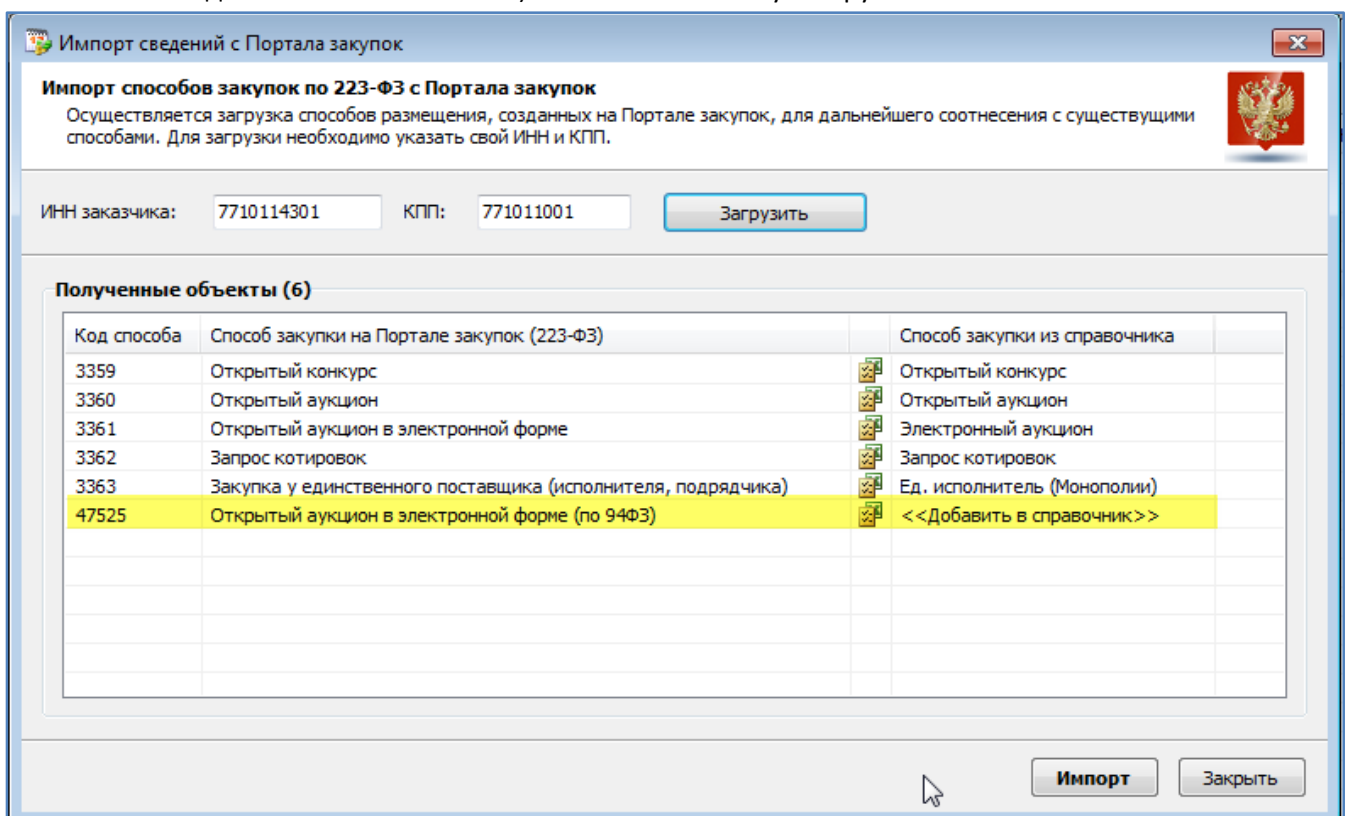 Импорт сведений с Портала закупок
Импорт способов закупок по 223-ФЗ с Портала закупок
Осуществляется загрузка способов размещения, созданных на Портале закупок, для дальнейшего соотнесения с существущими
способами. Для загрузки необходимо указать свой ИНН и КПП.
ИНН заказчика: 7710114301 КПП: 771011001 Загрузить
Полученные объекты (6)
Код способа Способ закупки на Портале закупок (223-ФЗ) Способ закупки из справочника
3359 Открытый конкурс Открытый конкурс
3360 Открытый аукцион Открытый аукцион
3361 Открытый аукцион в электронной форме Электронный аукцион
3362 Запрос котировок Запрос котировок
3363 Закупка у единственного поставщика (исполнителя, подрядчика) Ед. исполнитель (Монополии)
47525 Открытый аукцион в электронной форме (по 94ФЗ) <<Добавить в справочник>>
Импорт Закрыть